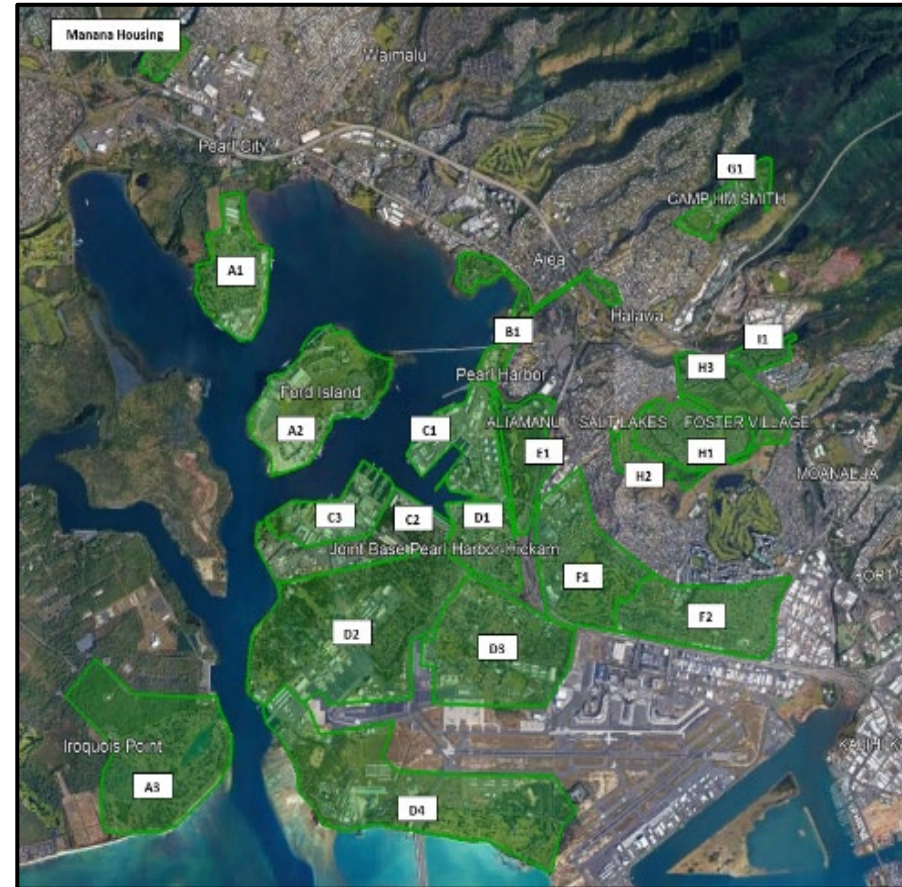 Manana Housing
Waimalu
Pearl City
G1
CAMP HM SMITH
Aiea
A1
Halawa
B1
I1
H3
Pearl Harbor
Ford Island
A2
C1
ALIAMANU
SALT LAKES
FOSTER VILLAGE
E1
H1
H2
MOANALUA
C3
C2
D1
Joint Base Pearl Harbor-Hickam
F1
F2
D2
D3
Iroquois Point
A3
D4